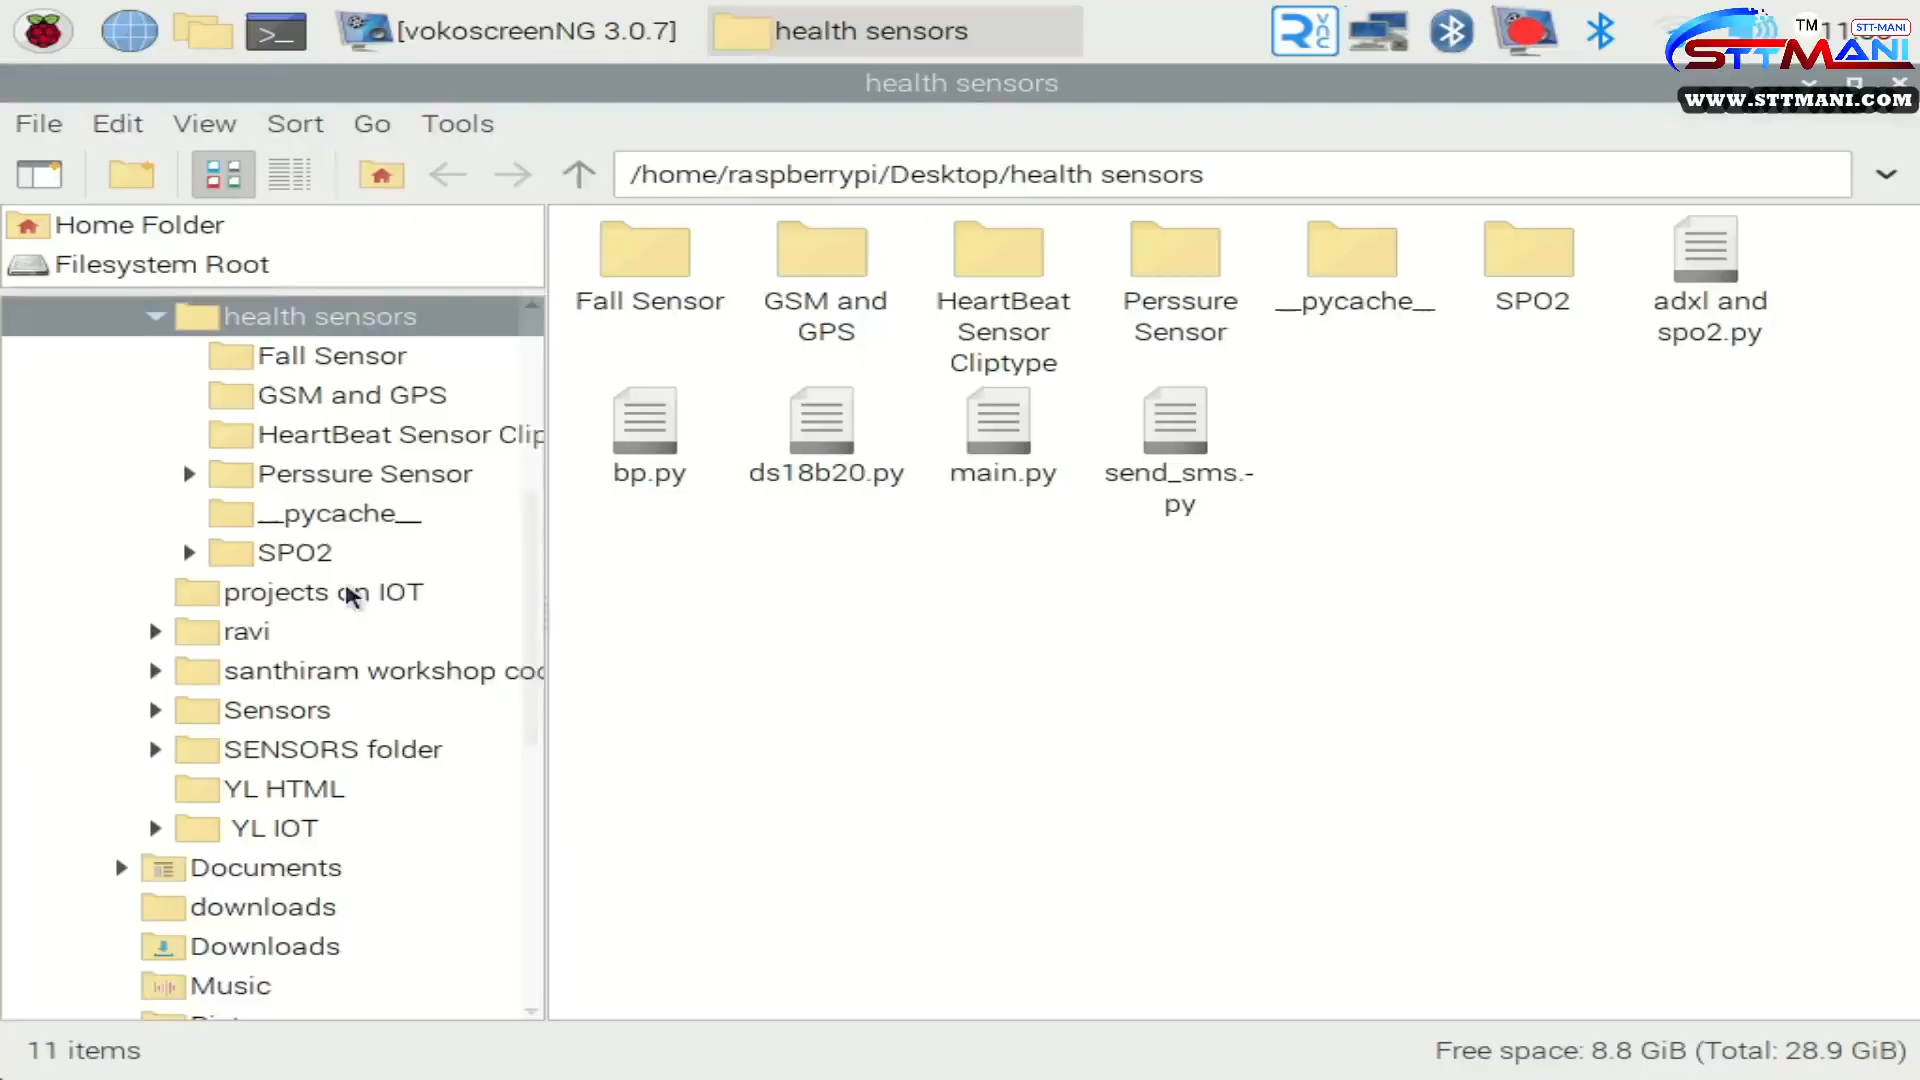 [vokoscreenNG 3.0.7]
health sensors
VNC
TM
STT-MANI
STTMANI
health sensors
WWW.STTMANI.COM
File Edit View Sort Go Tools
/home/raspberrypi/Desktop/health sensors
Home Folder
Filesystem Root
health sensors
Fall Sensor
GSM and GPS
HeartBeat Sensor Clip
Perssure Sensor
__pycache__
SPO2
projects on IOT
ravi
santhiram workshop coc
Sensors
SENSORS folder
YL HTML
YL IOT
Documents
downloads
Downloads
Music
Fall Sensor
GSM and
GPS
HeartBeat
Sensor
Cliptype
Perssure
Sensor
__pycache__
SPO2
adxl and
spo2.py
bp.py
ds18b20.py
main.py
send_sms.-
py
11 items
Free space: 8.8 GiB (Total: 28.9 GiB)